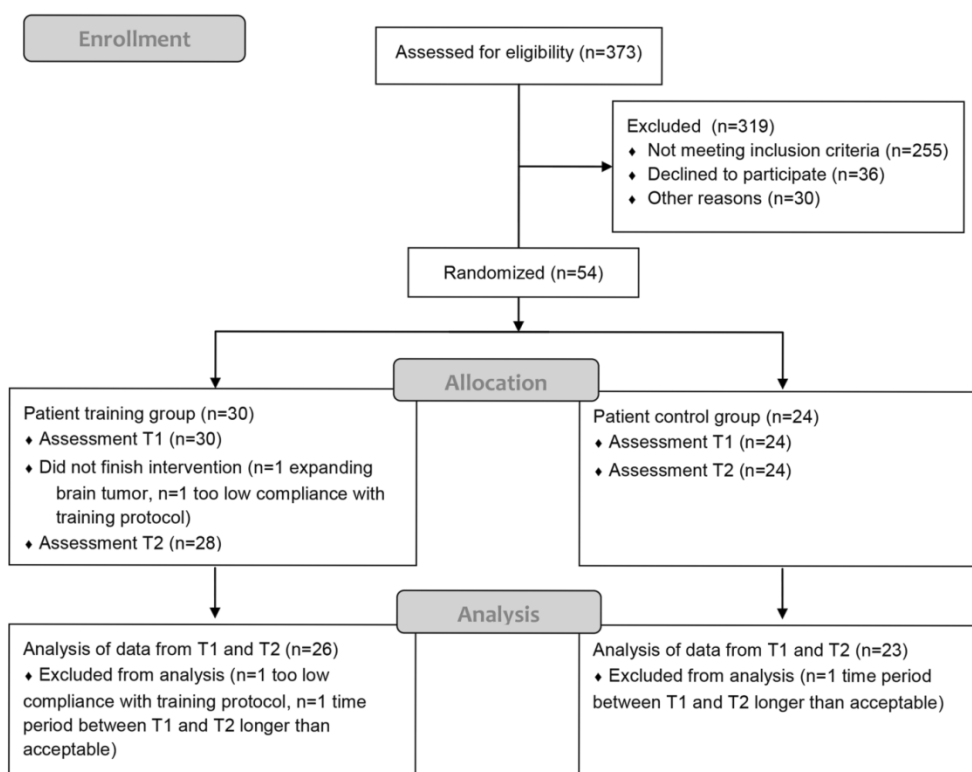 Enrollment
Assessed for eligibility (n=373)
Excluded (n=319)
♦ Not meeting inclusion criteria (n=255)
♦ Declined to participate (n=36)
♦ Other reasons (n=30)
Randomized (n=54)
Allocation
Patient training group (n=30)
♦ Assessment T1 (n=30)
♦ Did not finish intervention (n=1 expanding
brain tumor, n=1 too low compliance with
training protocol)
♦ Assessment T2 (n=28)
Patient control group (n=24)
♦ Assessment T1 (n=24)
♦ Assessment T2 (n=24)
Analysis
Analysis of data from T1 and T2 (n=26)
♦ Excluded from analysis (n=1 too low
compliance with training protocol, n=1 time
period between T1 and T2 longer than
acceptable)
Analysis of data from T1 and T2 (n=23)
♦ Excluded from analysis (n=1 time period
between T1 and T2 longer than acceptable)